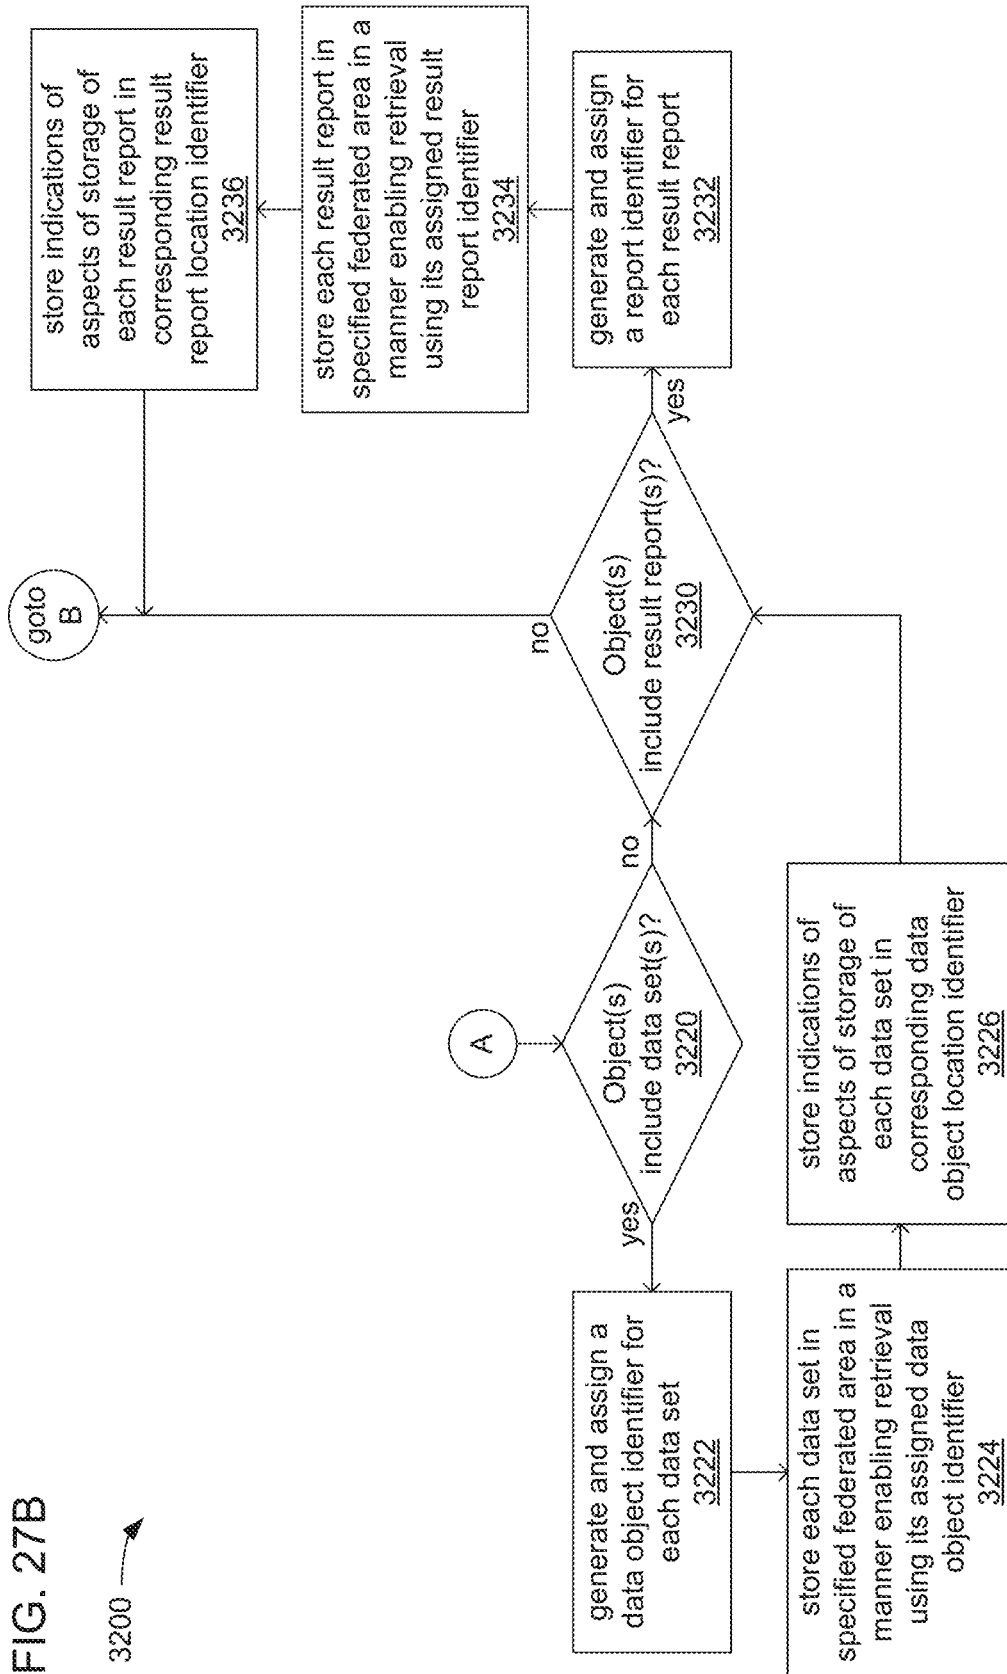 FIG. 27B
3200
A
Object(s)
include data set(s)?
3220
yes
no
generate and assign a
data object identifier for
each data set
3222
store each data set in
specified federated area in a
manner enabling retrieval
using its assigned data
object identifier
3224
store indications of
aspects of storage of
each data set in
corresponding data
object location identifier
3226
Object(s)
include result report(s)?
3230
no
yes
generate and assign
a report identifier for
each result report
3232
store each result report in
specified federated area in a
manner enabling retrieval
using its assigned result
report identifier
3234
store indications of
aspects of storage of
each result report in
corresponding result
report location identifier
3236
goto
B